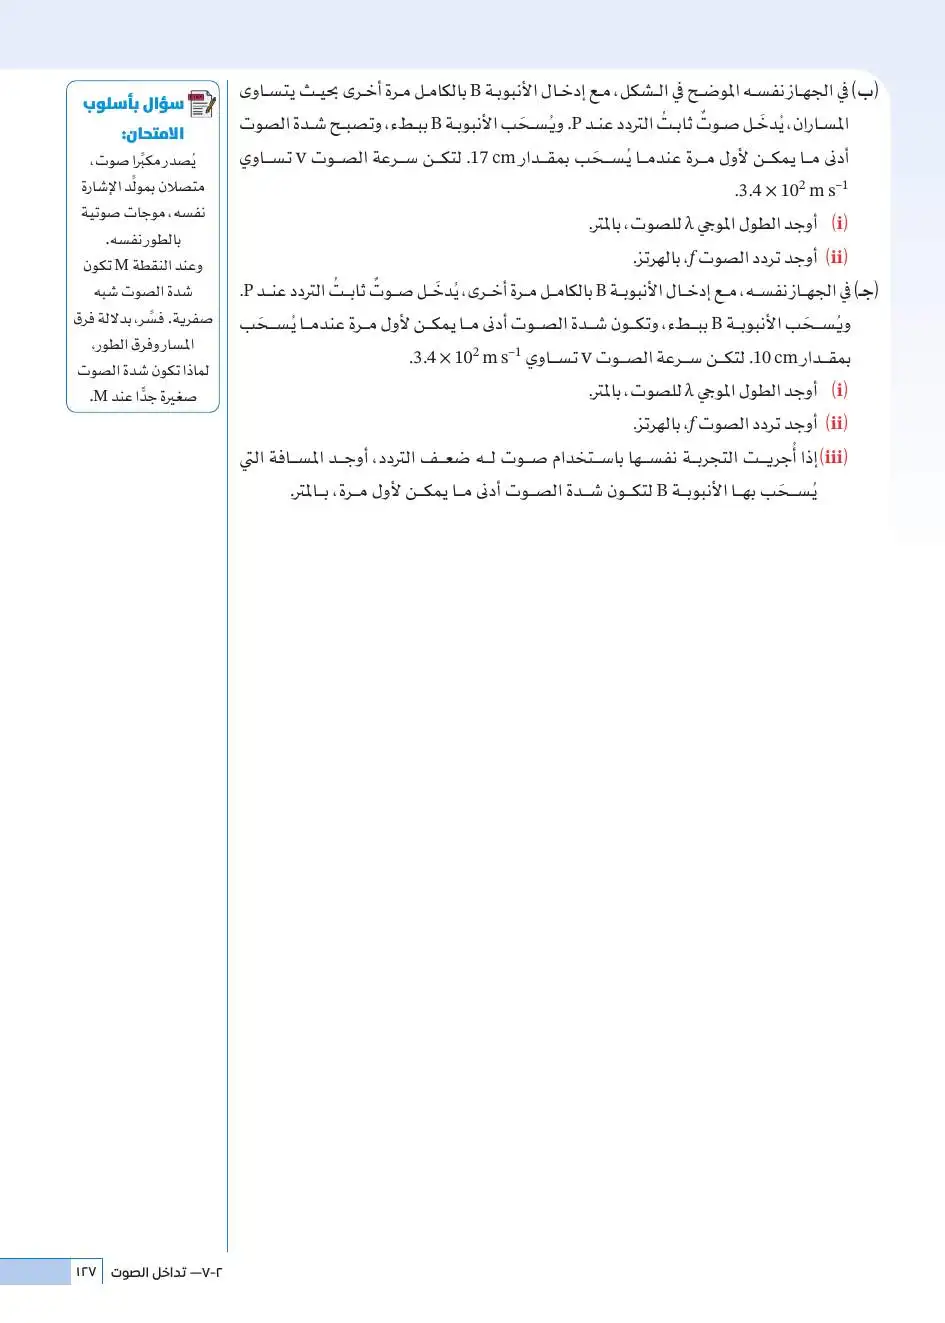 (ب) في الجهاز نفسه الموضح في الشكل، مع إدخال الأنبوبة B بالكامل مرة أخرى بحيث يتساوى
المساران، يُدخَل صوتٌ ثابتُ التردد عند P. ويُسحَب الأنبوبة B ببطء، وتصبح شدة الصوت
أدنى ما يمكن لأول مرة عندما يُسحَب بمقدار 17 cm. لتكن سرعة الصوت v تساوي
3.4 × 10² m s⁻¹.
(i) أوجد الطول الموجي λ للصوت، بالمتر.
(ii) أوجد تردد الصوت f، بالهرتز.
(جـ) في الجهاز نفسه، مع إدخال الأنبوبة B بالكامل مرة أخرى، يُدخَل صوتٌ ثابتُ التردد عند P.
ويُسحَب الأنبوبة B ببطء، وتكون شدة الصوت أدنى ما يمكن لأول مرة عندما يُسحَب
بمقدار 10 cm. لتكن سرعة الصوت v تساوي 3.4 × 10² m s⁻¹.
(i) أوجد الطول الموجي λ للصوت، بالمتر.
(ii) أوجد تردد الصوت f، بالهرتز.
(iii) إذا أُجريت التجربة نفسها باستخدام صوت له ضعف التردد، أوجد المسافة التي
يُسحَب بها الأنبوبة B لتكون شدة الصوت أدنى ما يمكن لأول مرة، بالمتر.
سؤال بأسلوب
الامتحان:
يُصدر مكبِّرا صوت،
متصلان بمولِّد الإشارة
نفسه، موجات صوتية
بالطور نفسه.
وعند النقطة M تكون
شدة الصوت شبه
صفرية. فسِّر، بدلالة فرق
المسار وفرق الطور،
لماذا تكون شدة الصوت
صغيرة جدًّا عند M.
٧-٢— تداخل الصوت ١٢٧